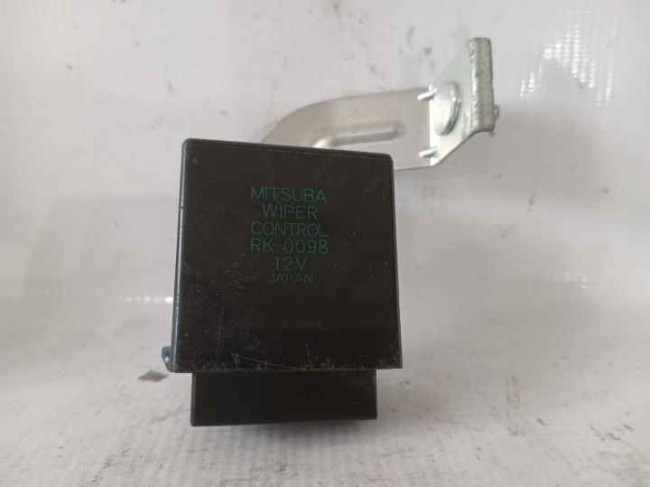 MITSUBA
WIPER
CONTROL
RK-0098
12V
JAPAN